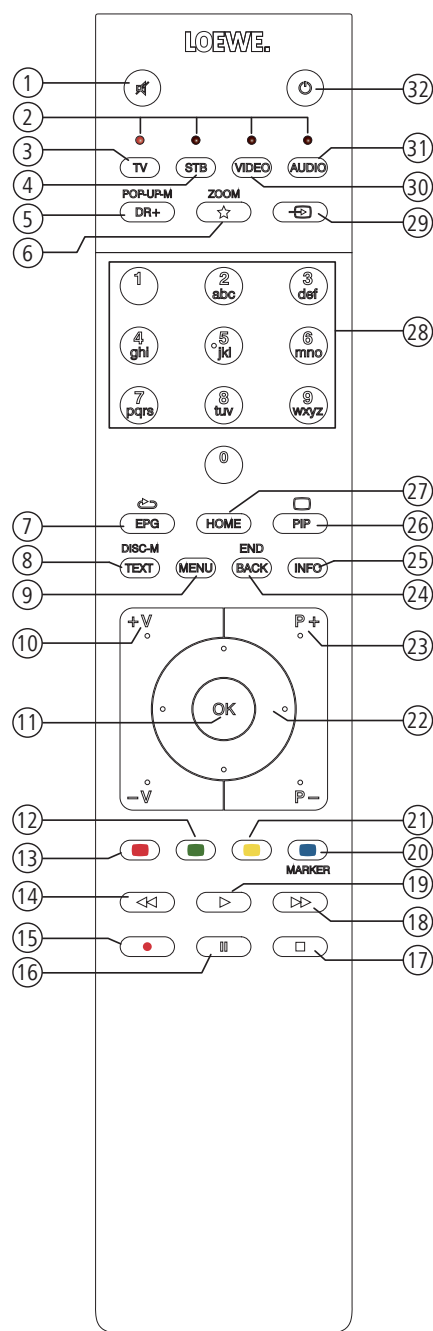 LOEWE.
1 32
2
3 TV STB VIDEO AUDIO 31
4 30
POP-UP-M ZOOM
5 DR+ 29
6
1 2 3
abc def
28
4 5 6
ghi jkl mno
7 8 9
pqrs tuv wxyz
0
27
7 EPG HOME PIP 26
DISC-M END
8 TEXT MENU BACK INFO 25
9 24
10 +V P+ 23
11 OK 22
−V P−
12 21
13 20
MARKER
14 19
18
15
16 17